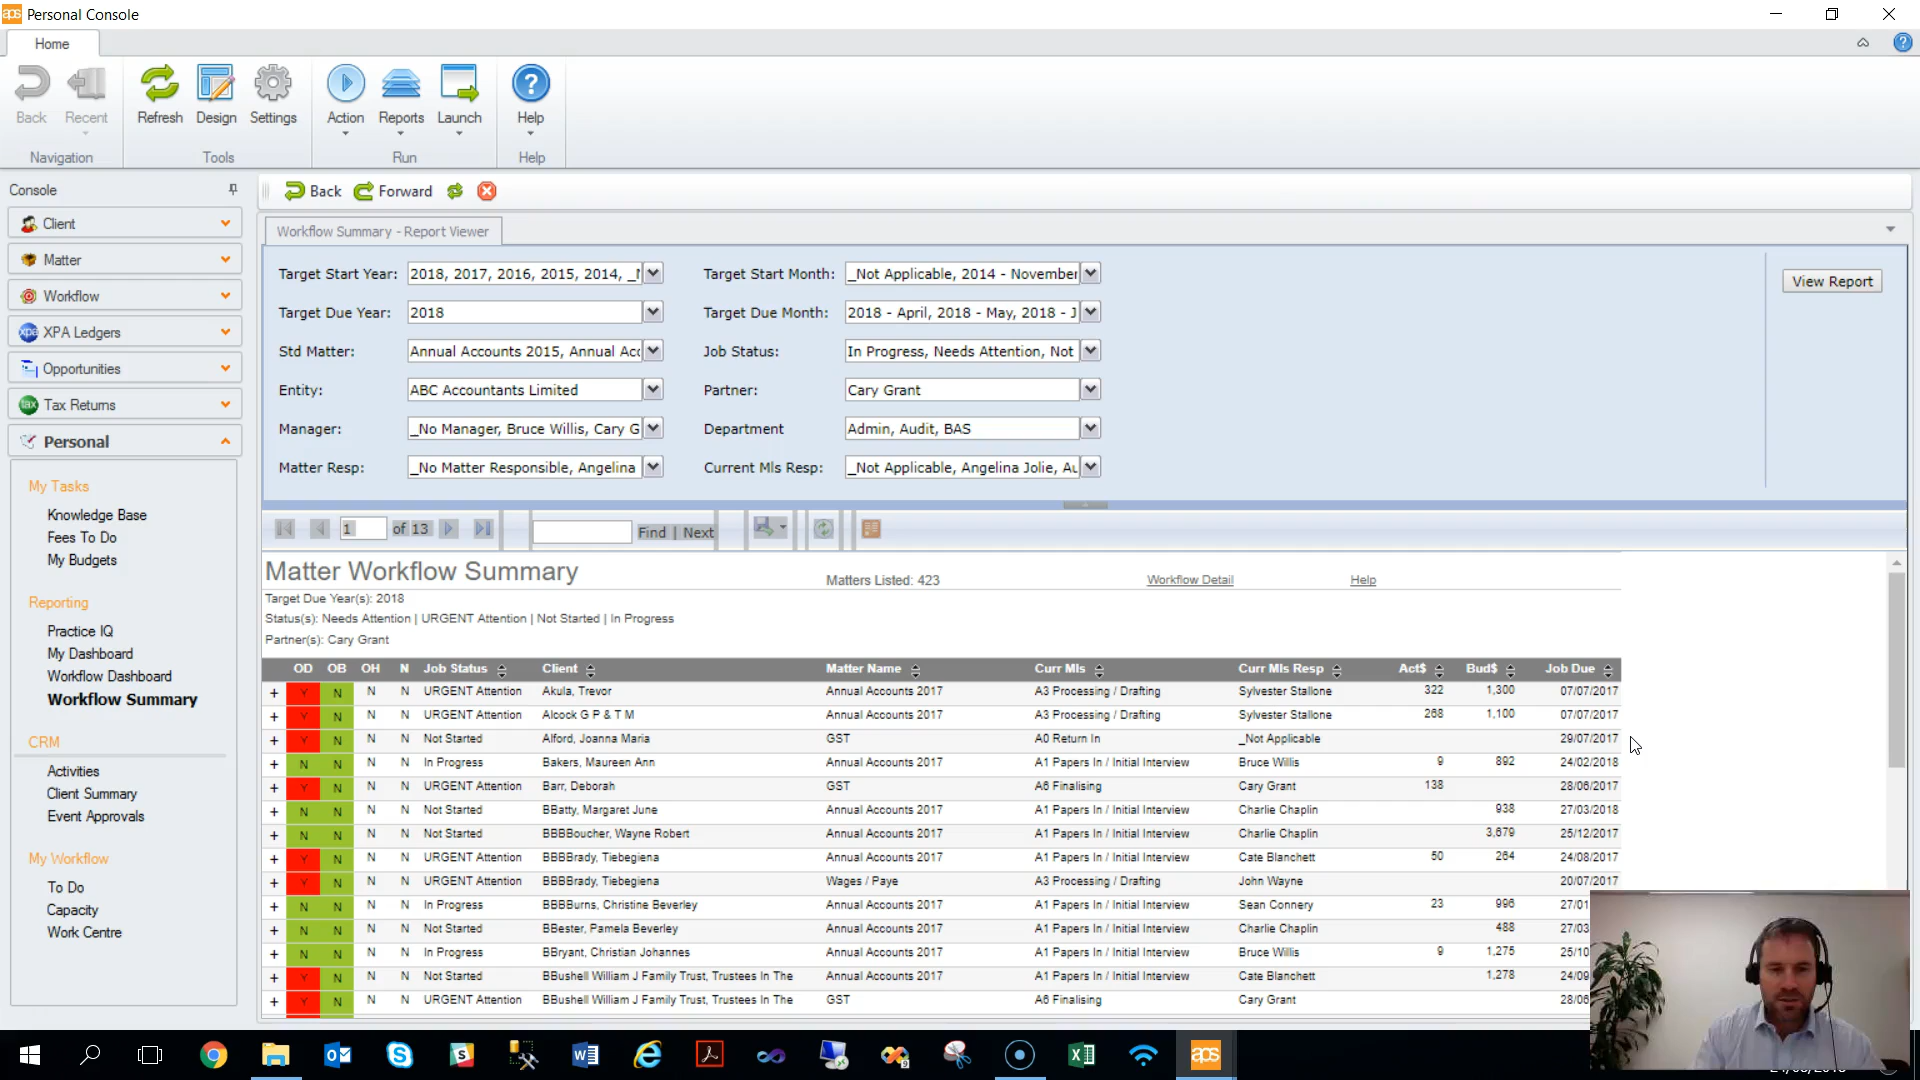 aps Personal Console
Home
Back
Recent
Refresh
Design
Settings
Action
Reports
Launch
Help
Navigation
Tools
Run
Help
Console
Back Forward
Client
Matter
Workflow
XPA Ledgers
Opportunities
Tax Returns
Personal
My Tasks
Knowledge Base
Fees To Do
My Budgets
Reporting
Practice IQ
My Dashboard
Workflow Dashboard
Workflow Summary
CRM
Activities
Client Summary
Event Approvals
My Workflow
To Do
Capacity
Work Centre
Workflow Summary - Report Viewer
Target Start Year: 2018, 2017, 2016, 2015, 2014, Target Start Month: _Not Applicable, 2014 - November View Report
Target Due Year: 2018 Target Due Month: 2018 - April, 2018 - May, 2018 - J
Std Matter: Annual Accounts 2015, Annual Acc Job Status: In Progress, Needs Attention, Not
Entity: ABC Accountants Limited Partner: Cary Grant
Manager: _No Manager, Bruce Willis, Cary G Department Admin, Audit, BAS
Matter Resp: _No Matter Responsible, Angelina Current Mls Resp: _Not Applicable, Angelina Jolie, Au
1 of 13 Find | Next
Matter Workflow Summary Matters Listed: 423 Workflow Detail Help
Target Due Year(s): 2018
Status(s): Needs Attention | URGENT Attention | Not Started | In Progress
Partner(s): Cary Grant
OD OB OH N Job Status Client Matter Name Curr Mls Curr Mls Resp Act$ Bud$ Job Due
+ Y N N N URGENT Attention Akula, Trevor Annual Accounts 2017 A3 Processing / Drafting Sylvester Stallone 322 1,300 07/07/2017
+ Y N N N URGENT Attention Alcock G P & T M Annual Accounts 2017 A3 Processing / Drafting Sylvester Stallone 268 1,100 07/07/2017
+ Y N N N Not Started Alford, Joanna Maria GST A0 Return In _Not Applicable 29/07/2017
+ N N N N In Progress Bakers, Maureen Ann Annual Accounts 2017 A1 Papers In / Initial Interview Bruce Willis 9 892 24/02/2018
+ Y N N N URGENT Attention Barr, Deborah GST A6 Finalising Cary Grant 138 28/06/2017
+ N N N N Not Started BBatty, Margaret June Annual Accounts 2017 A1 Papers In / Initial Interview Charlie Chaplin 938 27/03/2018
+ N N N N Not Started BBBBoucher, Wayne Robert Annual Accounts 2017 A1 Papers In / Initial Interview Charlie Chaplin 3,679 25/12/2017
+ Y N N N URGENT Attention BBBBrady, Tiebegiena Annual Accounts 2017 A1 Papers In / Initial Interview Cate Blanchett 50 264 24/08/2017
+ Y N N N URGENT Attention BBBBrady, Tiebegiena Wages / Paye A3 Processing / Drafting John Wayne 20/07/2017
+ N N N N In Progress BBBBurns, Christine Beverley Annual Accounts 2017 A1 Papers In / Initial Interview Sean Connery 23 996 27/01
+ N N N N Not Started BBester, Pamela Beverley Annual Accounts 2017 A1 Papers In / Initial Interview Charlie Chaplin 488 27/03
+ N N N N In Progress BBryant, Christian Johannes Annual Accounts 2017 A1 Papers In / Initial Interview Bruce Willis 9 1,275 25/10
+ Y N N N Not Started BBushell William J Family Trust, Trustees In The Annual Accounts 2017 A1 Papers In / Initial Interview Cate Blanchett 1,278 24/09
+ Y N N N URGENT Attention BBushell William J Family Trust, Trustees In The GST A6 Finalising Cary Grant 28/06
aps